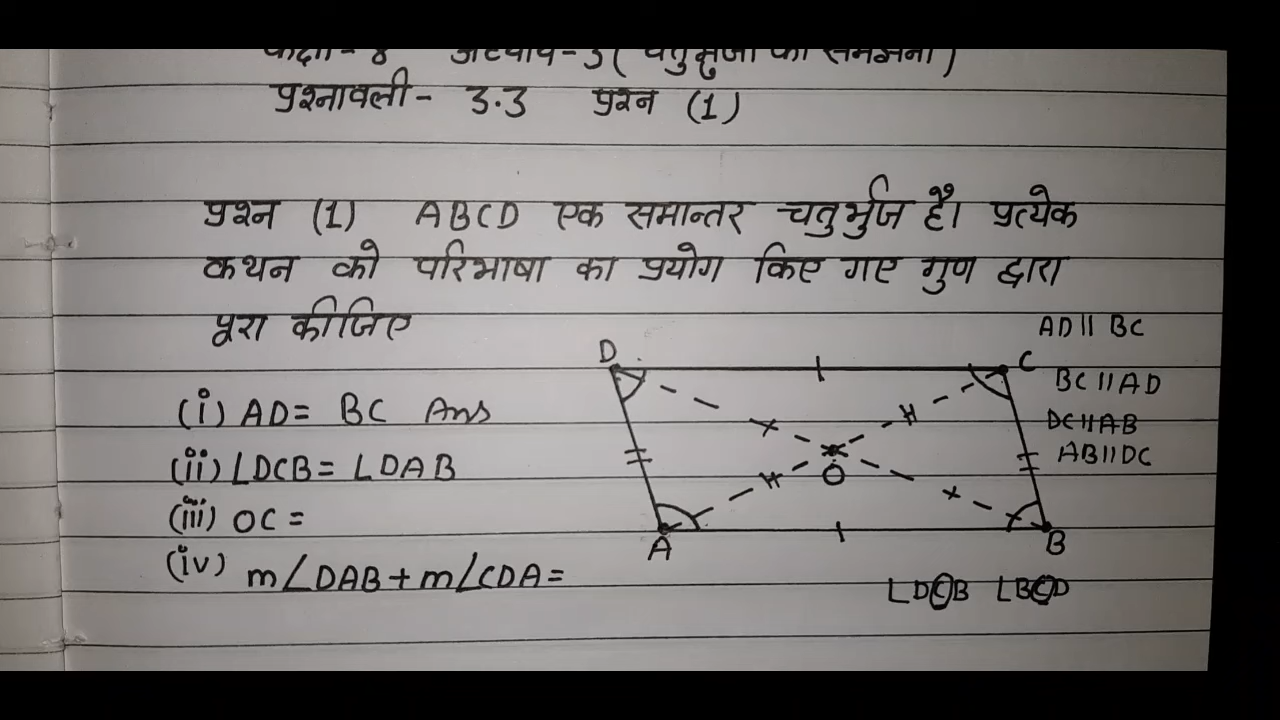 कक्षा - 8 अध्याय - 3 ( चतुर्भुजों को समझना )
प्रश्नावली - 3.3 प्रश्न (1)
प्रश्न (1) ABCD एक समान्तर चतुर्भुज है। प्रत्येक
कथन को परिभाषा का प्रयोग किए गए गुण द्वारा
पूरा कीजिए
(i) AD = BC Ans
(ii) ∠DCB = ∠DAB
(iii) OC =
(iv) m∠DAB + m∠CDA =
D
C
O
A
B
AD || BC
BC || AD
DC || AB
AB || DC
∠DCB ∠BCD